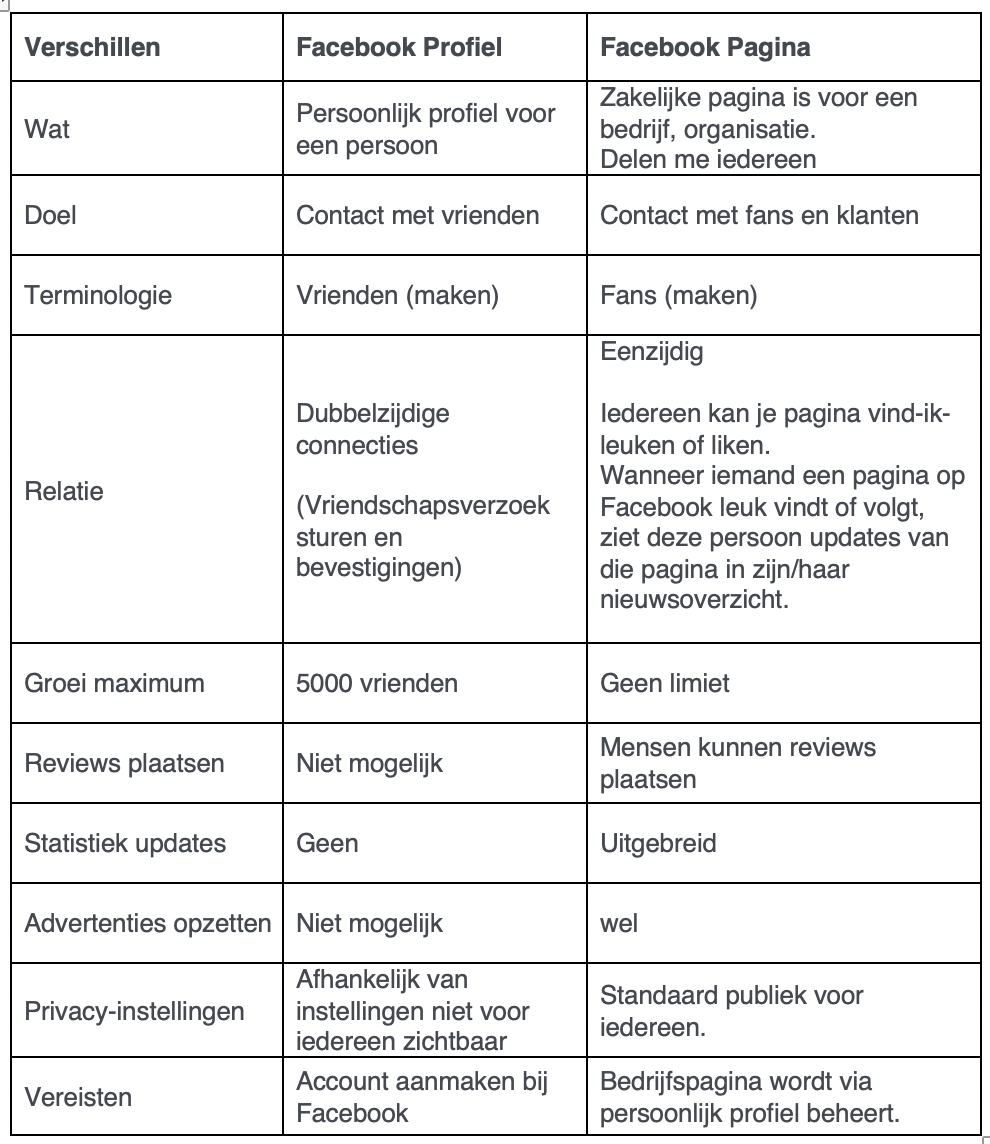 Verschillen
Facebook Profiel
Facebook Pagina
Wat
Persoonlijk profiel voor
een persoon
Zakelijke pagina is voor een
bedrijf, organisatie.
Delen me iedereen
Doel
Contact met vrienden
Contact met fans en klanten
Terminologie
Vrienden (maken)
Fans (maken)
Relatie
Dubbelzijdige
connecties
(Vriendschapsverzoek
sturen en
bevestigingen)
Eenzijdig
Iedereen kan je pagina vind-ik-
leuken of liken.
Wanneer iemand een pagina op
Facebook leuk vindt of volgt,
ziet deze persoon updates van
die pagina in zijn/haar
nieuwsoverzicht.
Groei maximum
5000 vrienden
Geen limiet
Reviews plaatsen
Niet mogelijk
Mensen kunnen reviews
plaatsen
Statistiek updates
Geen
Uitgebreid
Advertenties opzetten
Niet mogelijk
wel
Privacy-instellingen
Afhankelijk van
instellingen niet voor
iedereen zichtbaar
Standaard publiek voor
iedereen.
Vereisten
Account aanmaken bij
Facebook
Bedrijfspagina wordt via
persoonlijk profiel beheert.